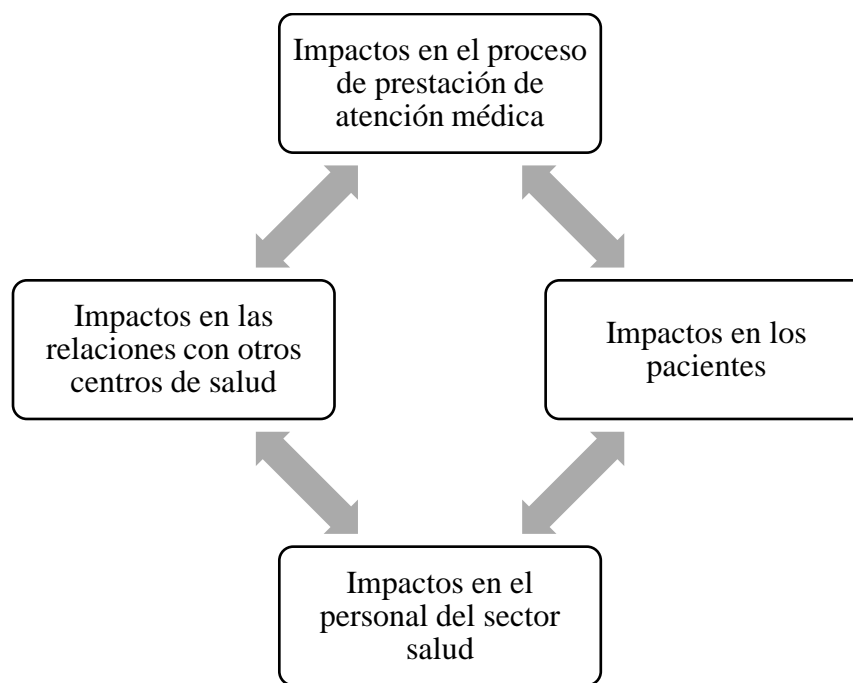 Impactos en el proceso
de prestación de
atención médica
Impactos en las
relaciones con otros
centros de salud
Impactos en los
pacientes
Impactos en el
personal del sector
salud